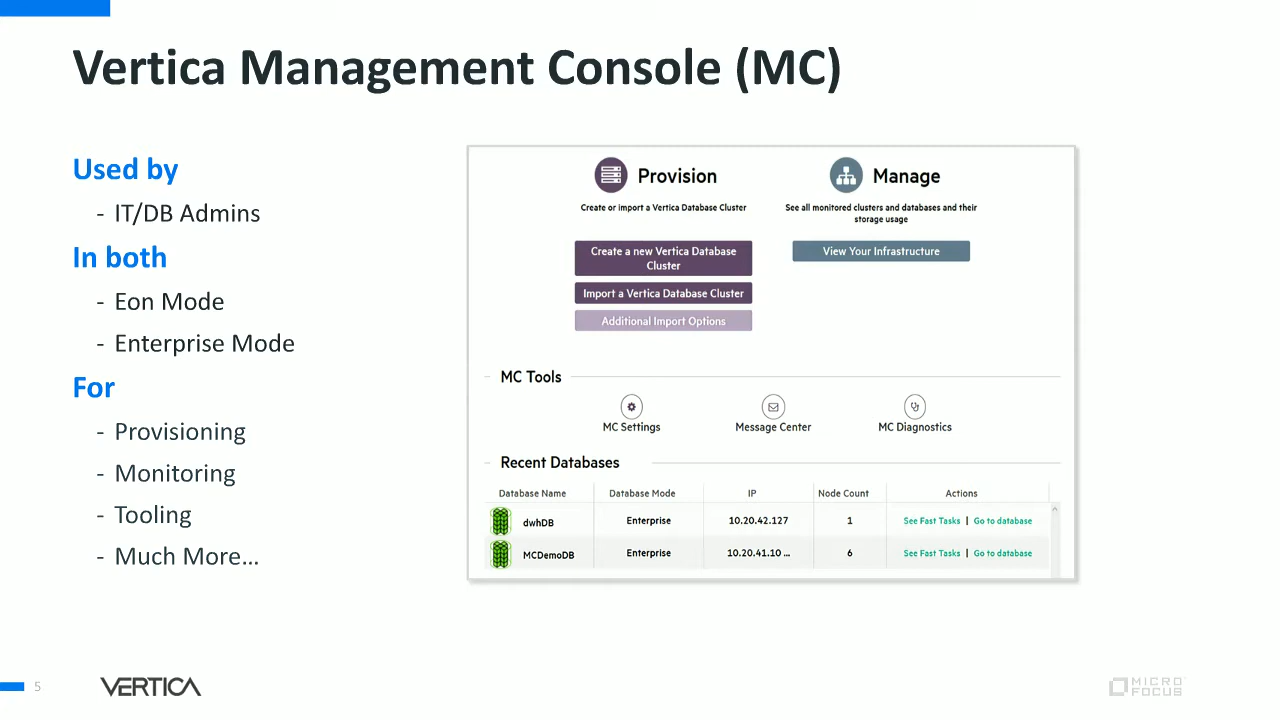 Vertica Management Console (MC)
Used by
- IT/DB Admins
In both
- Eon Mode
- Enterprise Mode
For
- Provisioning
- Monitoring
- Tooling
- Much More…
Provision
Create or import a Vertica Database Cluster
Create a new Vertica Database
Cluster
Import a Vertica Database Cluster
Additional Import Options
Manage
See all monitored clusters and databases and their
storage usage
View Your Infrastructure
MC Tools
MC Settings
Message Center
MC Diagnostics
Recent Databases
Database Name Database Mode IP Node Count Actions
dwhDB Enterprise 10.20.42.127 1 See Fast Tasks | Go to database
MCDemoDB Enterprise 10.20.41.10 ... 6 See Fast Tasks | Go to database
5
VERTICA
MICRO
FOCUS